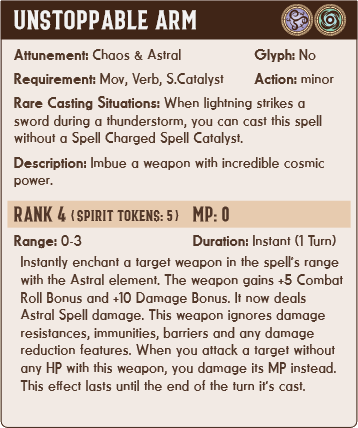 UNSTOPPABLE ARM
Attunement: Chaos & Astral Glyph: No
Requirement: Mov, Verb, S.Catalyst Action: minor
Rare Casting Situations: When lightning strikes a
sword during a thunderstorm, you can cast this spell
without a Spell Charged Spell Catalyst.
Description: Imbue a weapon with incredible cosmic
power.
RANK 4 (SPIRIT TOKENS: 5) MP: 0
Range: 0-3 Duration: Instant (1 Turn)
Instantly enchant a target weapon in the spell's range
with the Astral element. The weapon gains +5 Combat
Roll Bonus and +10 Damage Bonus. It now deals
Astral Spell damage. This weapon ignores damage
resistances, immunities, barriers and any damage
reduction features. When you attack a target without
any HP with this weapon, you damage its MP instead.
This effect lasts until the end of the turn it's cast.